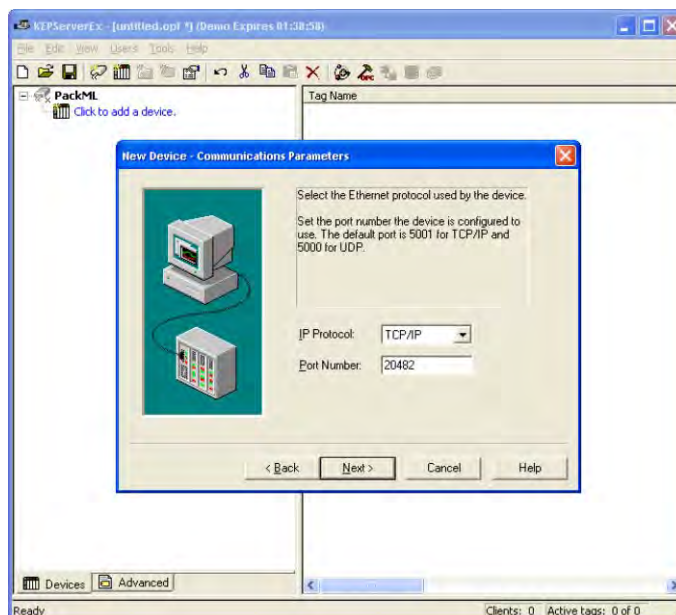 KEPServerEx - [untitled.opf *] (Demo Expires 01:38:58)
File Edit View Users Tools Help
PackML
Click to add a device.
Tag Name
New Device - Communications Parameters
Select the Ethernet protocol used by the device.
Set the port number the device is configured to
use. The default port is 5001 for TCP/IP and
5000 for UDP.
IP Protocol: TCP/IP
Port Number: 20482
< Back Next > Cancel Help
Devices Advanced
Ready Clients: 0 Active tags: 0 of 0